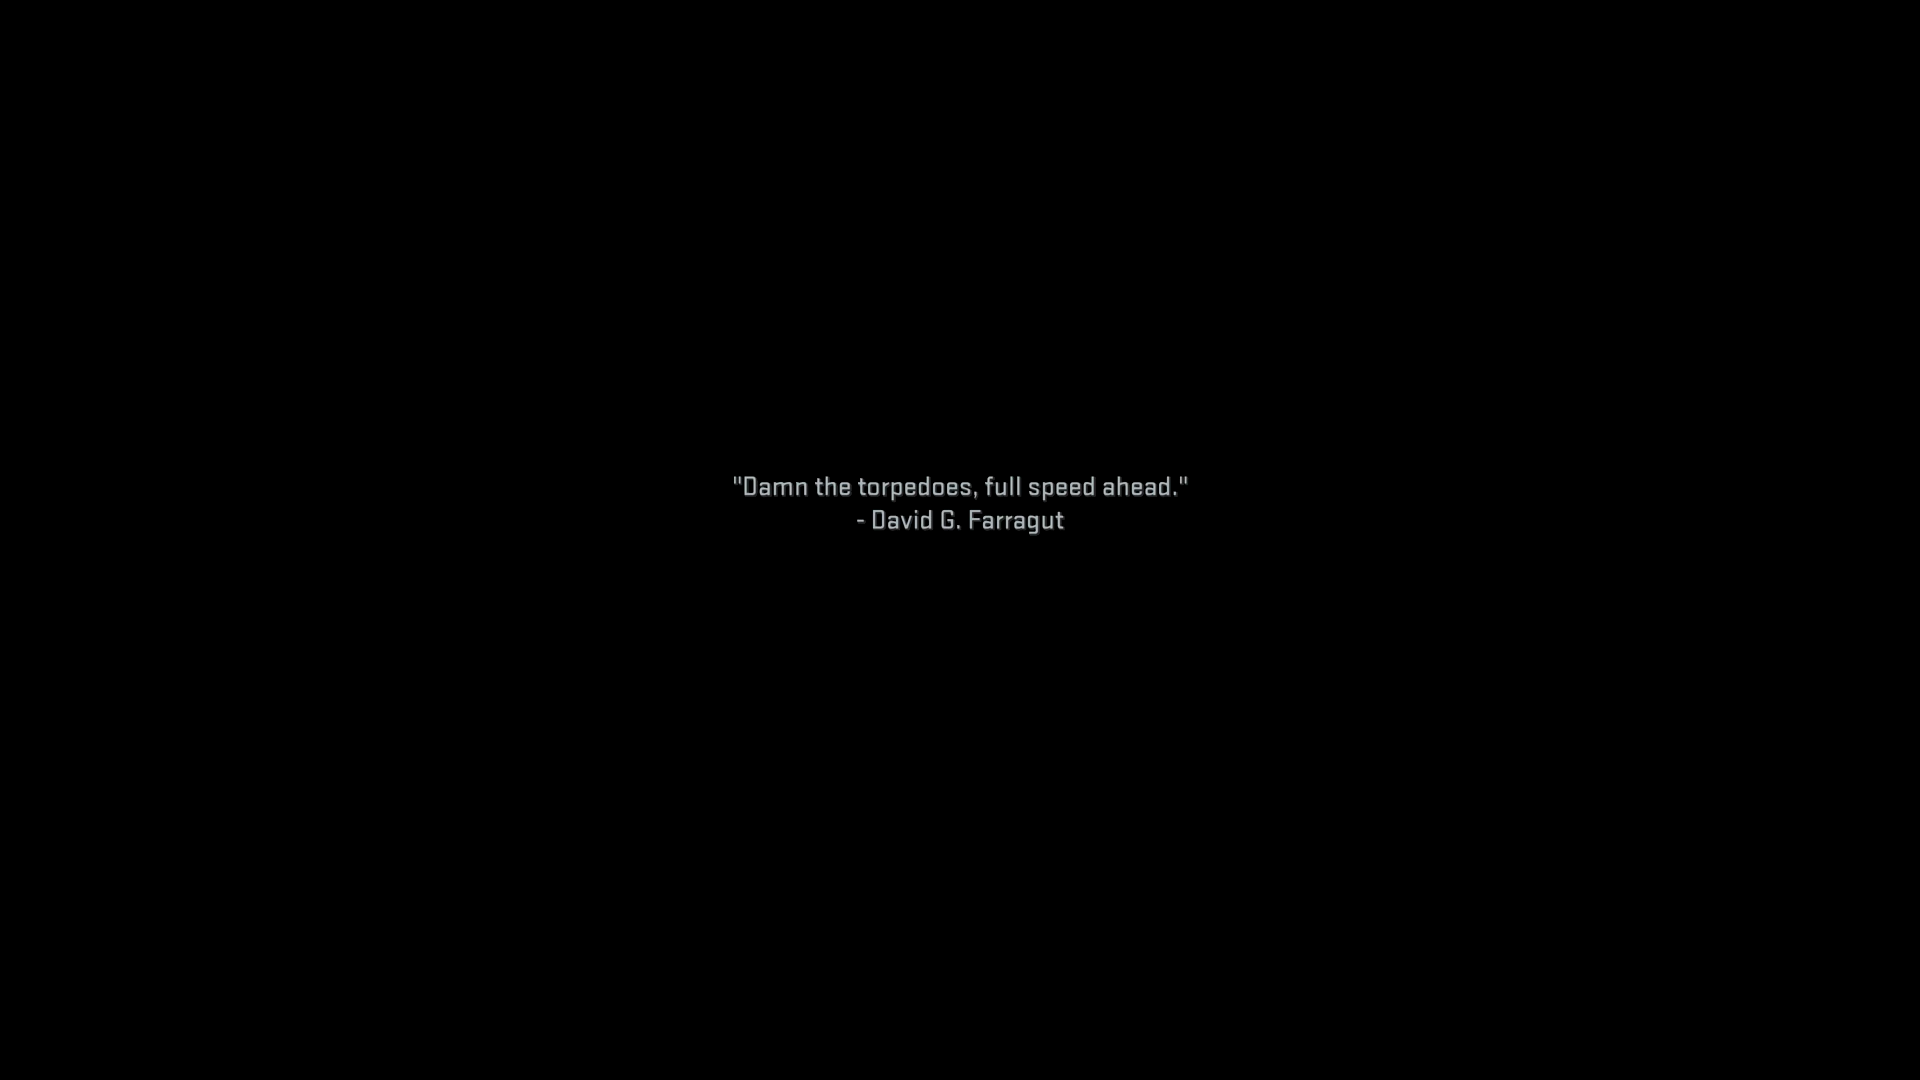 "Damn the torpedoes, full speed ahead."
- David G. Farragut